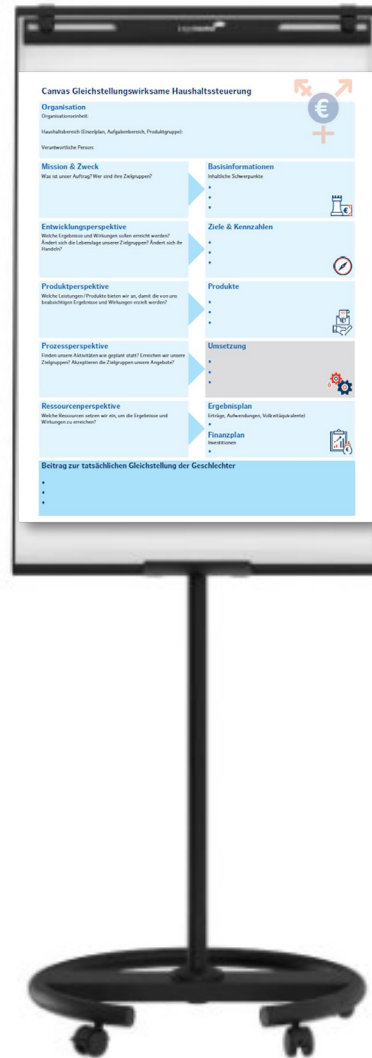 Canvas Gleichstellungswirksame Haushaltssteuerung
Organisation
Organisationseinheit:
Haushaltsbereich (Einzelplan, Aufgabenbereich, Produktgruppe):
Verantwortliche Person:
Mission & Zweck
Was ist unser Auftrag? Wer sind ihre Zielgruppen?
Basisinformationen
Inhaltliche Schwerpunkte
Entwicklungsperspektive
Welche Ergebnisse und Wirkungen sollen erreicht werden?
Ändert sich die Lebenslage unserer Zielgruppen? Ändert sich ihr
Handeln?
Ziele & Kennzahlen
Produktperspektive
Welche Leistungen/Produkte bieten wir an, damit die von uns
beabsichtigen Ergebnisse und Wirkungen erzielt werden?
Produkte
Prozessperspektive
Finden unsere Aktivitäten wie geplant statt? Erreichen wir unsere
Zielgruppen? Akzeptieren die Zielgruppen unsere Angebote?
Umsetzung
Ressourcenperspektive
Welche Ressourcen setzen wir ein, um die Ergebnisse und
Wirkungen zu erreichen?
Ergebnisplan
Erträge, Aufwendungen, Vollzeitäquivalente)
Finanzplan
Investitionen
Beitrag zur tatsächlichen Gleichstellung der Geschlechter